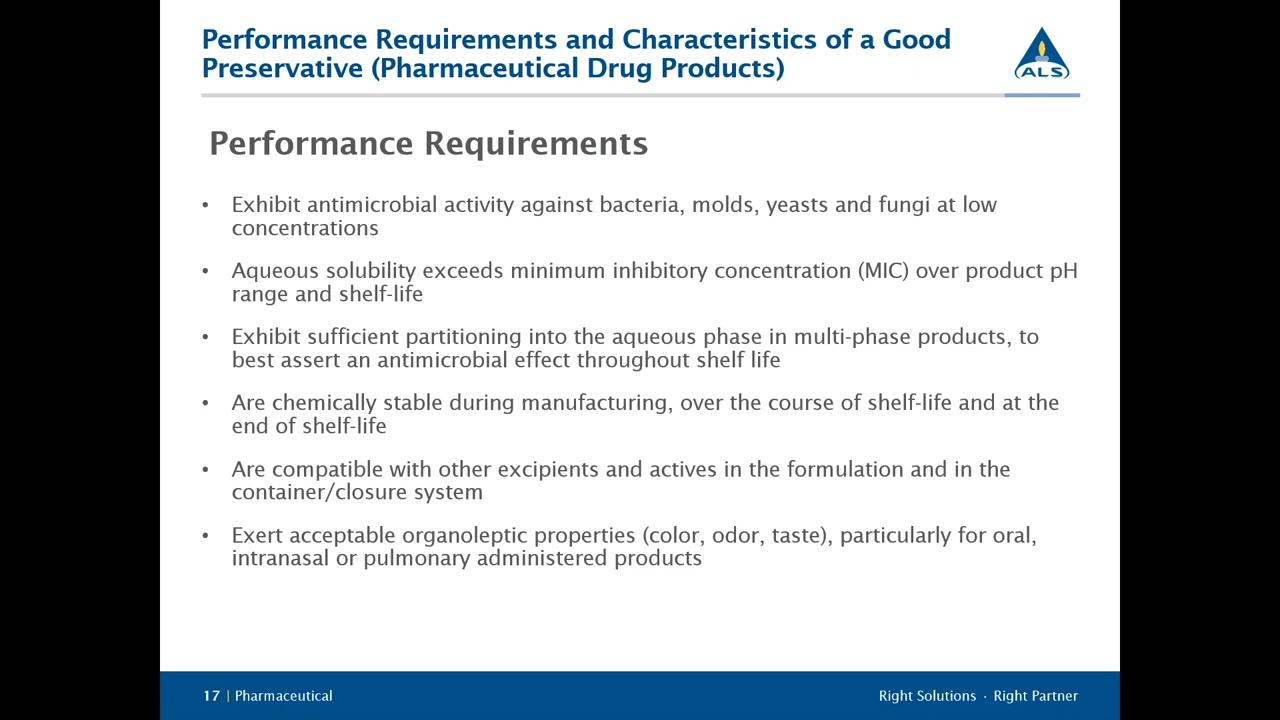 Performance Requirements and Characteristics of a Good
Preservative (Pharmaceutical Drug Products)
ALS
Performance Requirements
• Exhibit antimicrobial activity against bacteria, molds, yeasts and fungi at low
concentrations
• Aqueous solubility exceeds minimum inhibitory concentration (MIC) over product pH
range and shelf-life
• Exhibit sufficient partitioning into the aqueous phase in multi-phase products, to
best assert an antimicrobial effect throughout shelf life
• Are chemically stable during manufacturing, over the course of shelf-life and at the
end of shelf-life
• Are compatible with other excipients and actives in the formulation and in the
container/closure system
• Exert acceptable organoleptic properties (color, odor, taste), particularly for oral,
intranasal or pulmonary administered products
17 | Pharmaceutical
Right Solutions · Right Partner